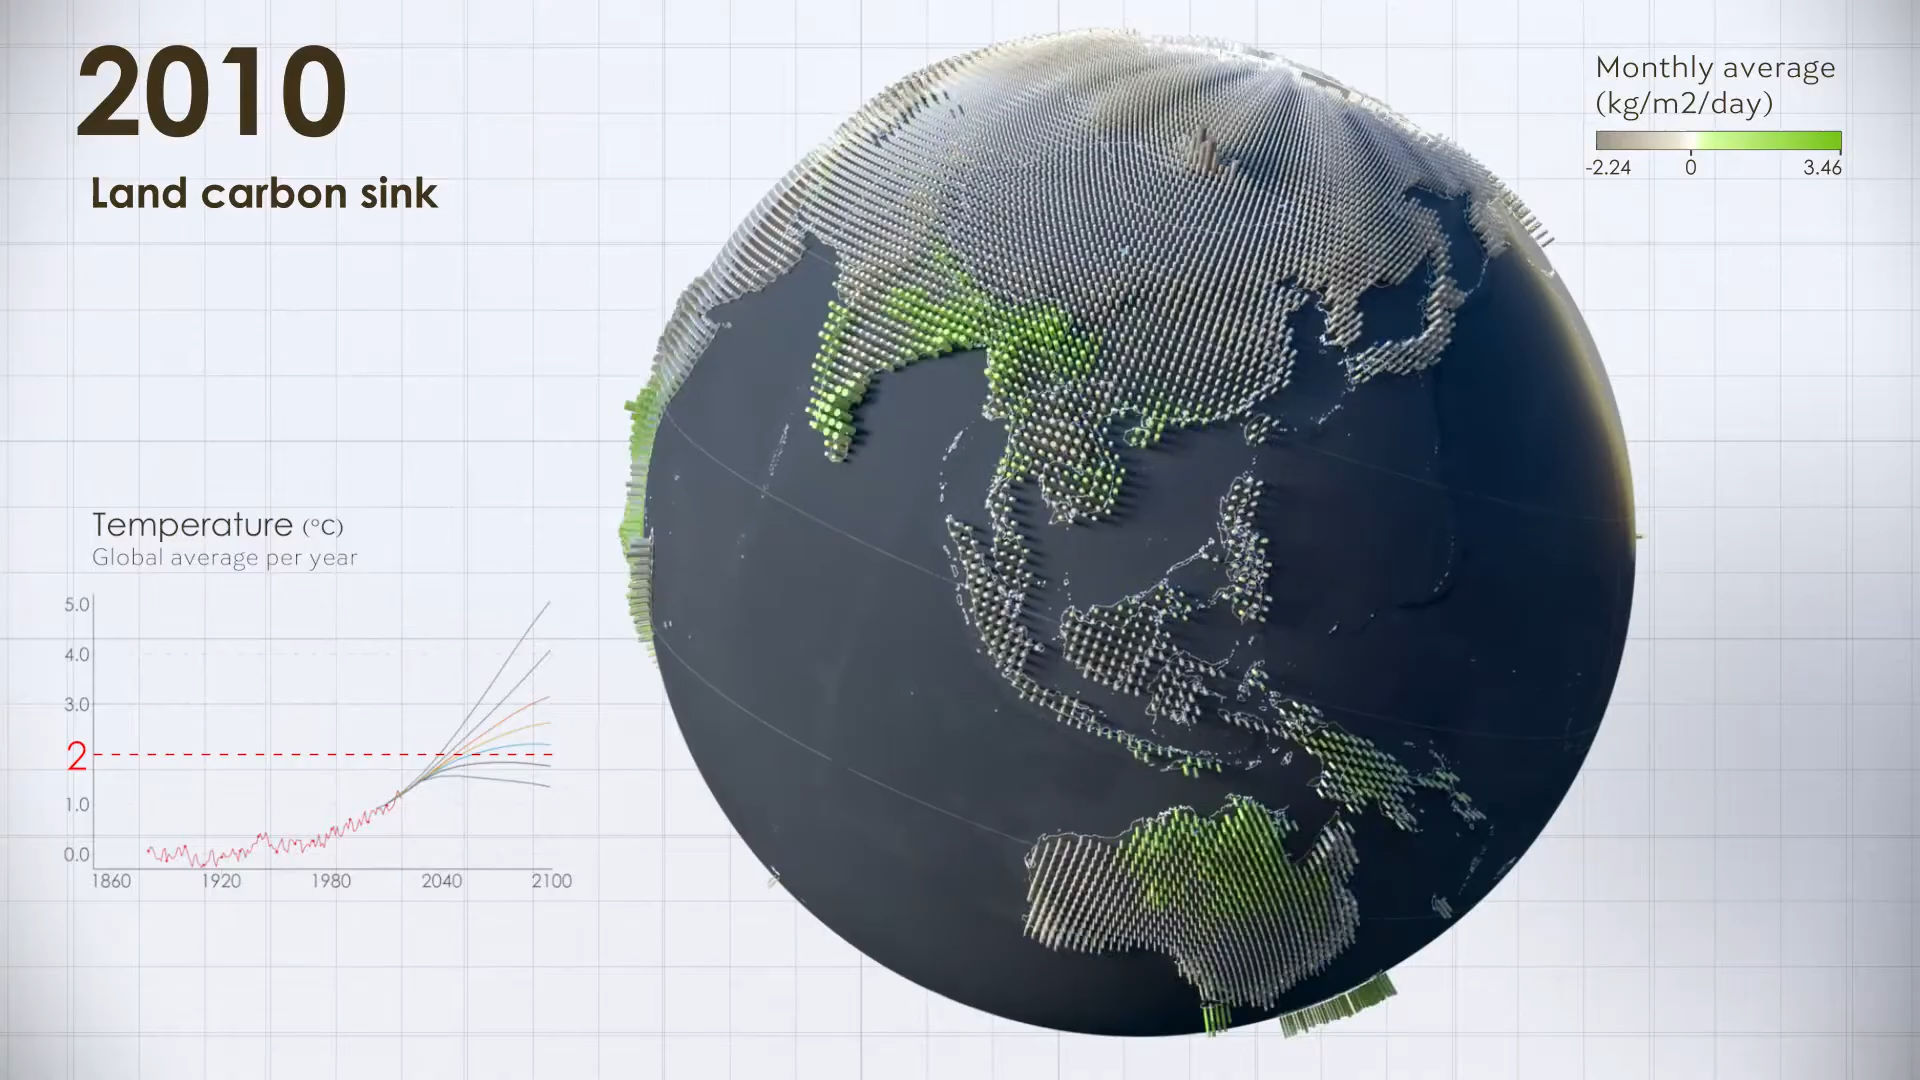 2010
Land carbon sink
Monthly average
(kg/m2/day)
-2.24 0 3.46
Temperature (°C)
Global average per year
5.0
4.0
3.0
2
1.0
0.0
1860 1920 1980 2040 2100